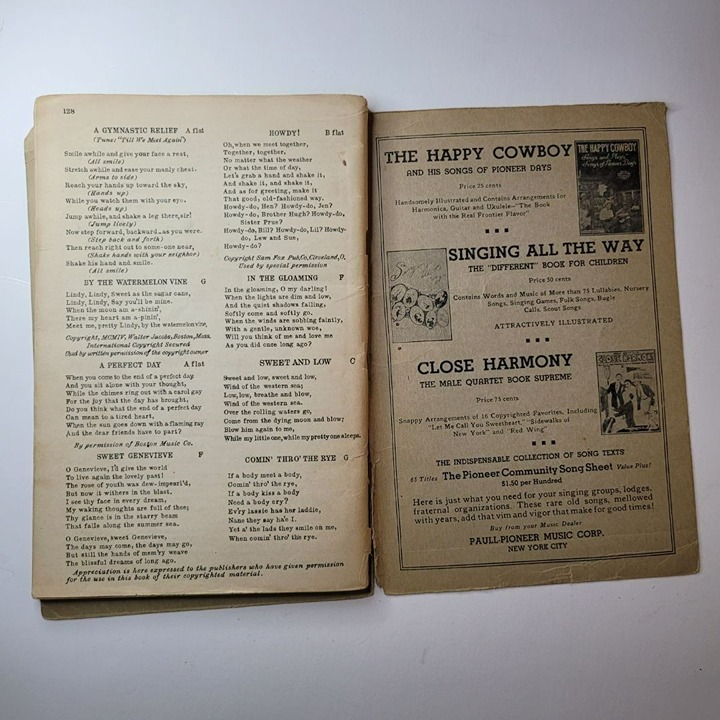 128
A GYMNASTIC RELIEF A flat
(Tune: "Till We Meet Again")
Smile awhile and give your face a rest,
(All smile)
Stretch awhile and ease your manly chest.
(Arms to side)
Reach your hands up toward the sky,
(Hands up)
While you watch them with your eye.
(Heads up)
Jump awhile, and shake a leg there, sir!
(Jump lively)
Now step forward, backward..as you were.
(Step back and forth)
Then reach right out to some-one near,
(Shake hands with your neighbor)
Shake his hand and smile.
(All smile)
BY THE WATERMELON VINE G
Lindy, Lindy, Sweet as the sugar cane,
Lindy, Lindy, Say you'll be mine.
When the moon am a-shinin',
There my heart am a-pinin',
Meet me, pretty Lindy, by the watermelon vine.
Copyright, MCMIV, Walter Jacobs, Boston, Mass.
International Copyright Secured
Used by written permission of the copyright owner
A PERFECT DAY A flat
When you come to the end of a perfect day
And you sit alone with your thought,
While the chimes ring out with a carol gay
For the joy that the day has brought,
Do you think what the end of a perfect day
Can mean to a tired heart,
When the sun goes down with a flaming ray
And the dear friends have to part?
By permission of Boston Music Co.
SWEET GENEVIEVE F
O Genevieve, I'd give the world
To live again the lovely past!
The rose of youth was dew-impearl'd,
But now it withers in the blast.
I see thy face in every dream,
My waking thoughts are full of thee;
Thy glance is in the starry beam
That falls along the summer sea.
O Genevieve, sweet Genevieve,
The days may come, the days may go,
But still the hands of mem'ry weave
The blissful dreams of long ago.
HOWDY! B flat
Oh, when we meet together,
Together, together,
No matter what the weather
Or what the time of day,
Let's grab a hand and shake it,
And shake it, and shake it,
And as for greeting, make it
That good, old-fashioned way.
Howdy-do, Hen? Howdy-do, Jen?
Howdy-do, Brother Hugh? Howdy-do,
Sister Prue?
Howdy-do, Bill? Howdy-do, Lil? Howdy-
do, Lew and Sue,
Howdy-do?
Copyright Sam Fox Pub.Co, Cleveland, O.
Used by special permission
IN THE GLOAMING F
In the gloaming, O my darling!
When the lights are dim and low,
And the quiet shadows falling,
Softly come and softly go.
When the winds are sobbing faintly,
With a gentle, unknown woe,
Will you think of me and love me
As you did once long ago?
SWEET AND LOW C
Sweet and low, sweet and low,
Wind of the western sea;
Low, low, breathe and blow,
Wind of the western sea.
Over the rolling waters go,
Come from the dying moon and blow;
Blow him again to me,
While my little one, while my pretty one sleeps.
COMIN' THRO' THE RYE G
If a body meet a body,
Comin' thro' the rye,
If a body kiss a body
Need a body cry?
Ev'ry lassie has her laddie,
Nane they say ha'e I.
Yet a' the lads they smile on me,
When comin' thro' the rye.
Appreciation is here expressed to the publishers who have given permission
for the use in this book of their copyrighted material.
THE HAPPY COWBOY
AND HIS SONGS OF PIONEER DAYS
Price 25 cents
Handsomely Illustrated and Contains Arrangements for
Harmonica, Guitar and Ukulele—"The Book
with the Real Frontier Flavor"
THE HAPPY COWBOY
SINGING ALL THE WAY
THE "DIFFERENT" BOOK FOR CHILDREN
Price 50 cents
Contains Words and Music of More than 75 Lullabies, Nursery
Songs, Singing Games, Folk Songs, Bugle
Calls, Scout Songs
ATTRACTIVELY ILLUSTRATED
CLOSE HARMONY
THE MALE QUARTET BOOK SUPREME
Price 75 cents
Snappy Arrangements of 16 Copyrighted Favorites, Including
"Let Me Call You Sweetheart," "Sidewalks of
New York" and "Red Wing"
CLOSE HARMONY
THE INDISPENSABLE COLLECTION OF SONG TEXTS
65 Titles The Pioneer Community Song Sheet Value Plus!
$1.50 per Hundred
Here is just what you need for your singing groups, lodges,
fraternal organizations. These rare old songs, mellowed
with years, add that vim and vigor that make for good times!
Buy from your Music Dealer
PAULL-PIONEER MUSIC CORP.
NEW YORK CITY